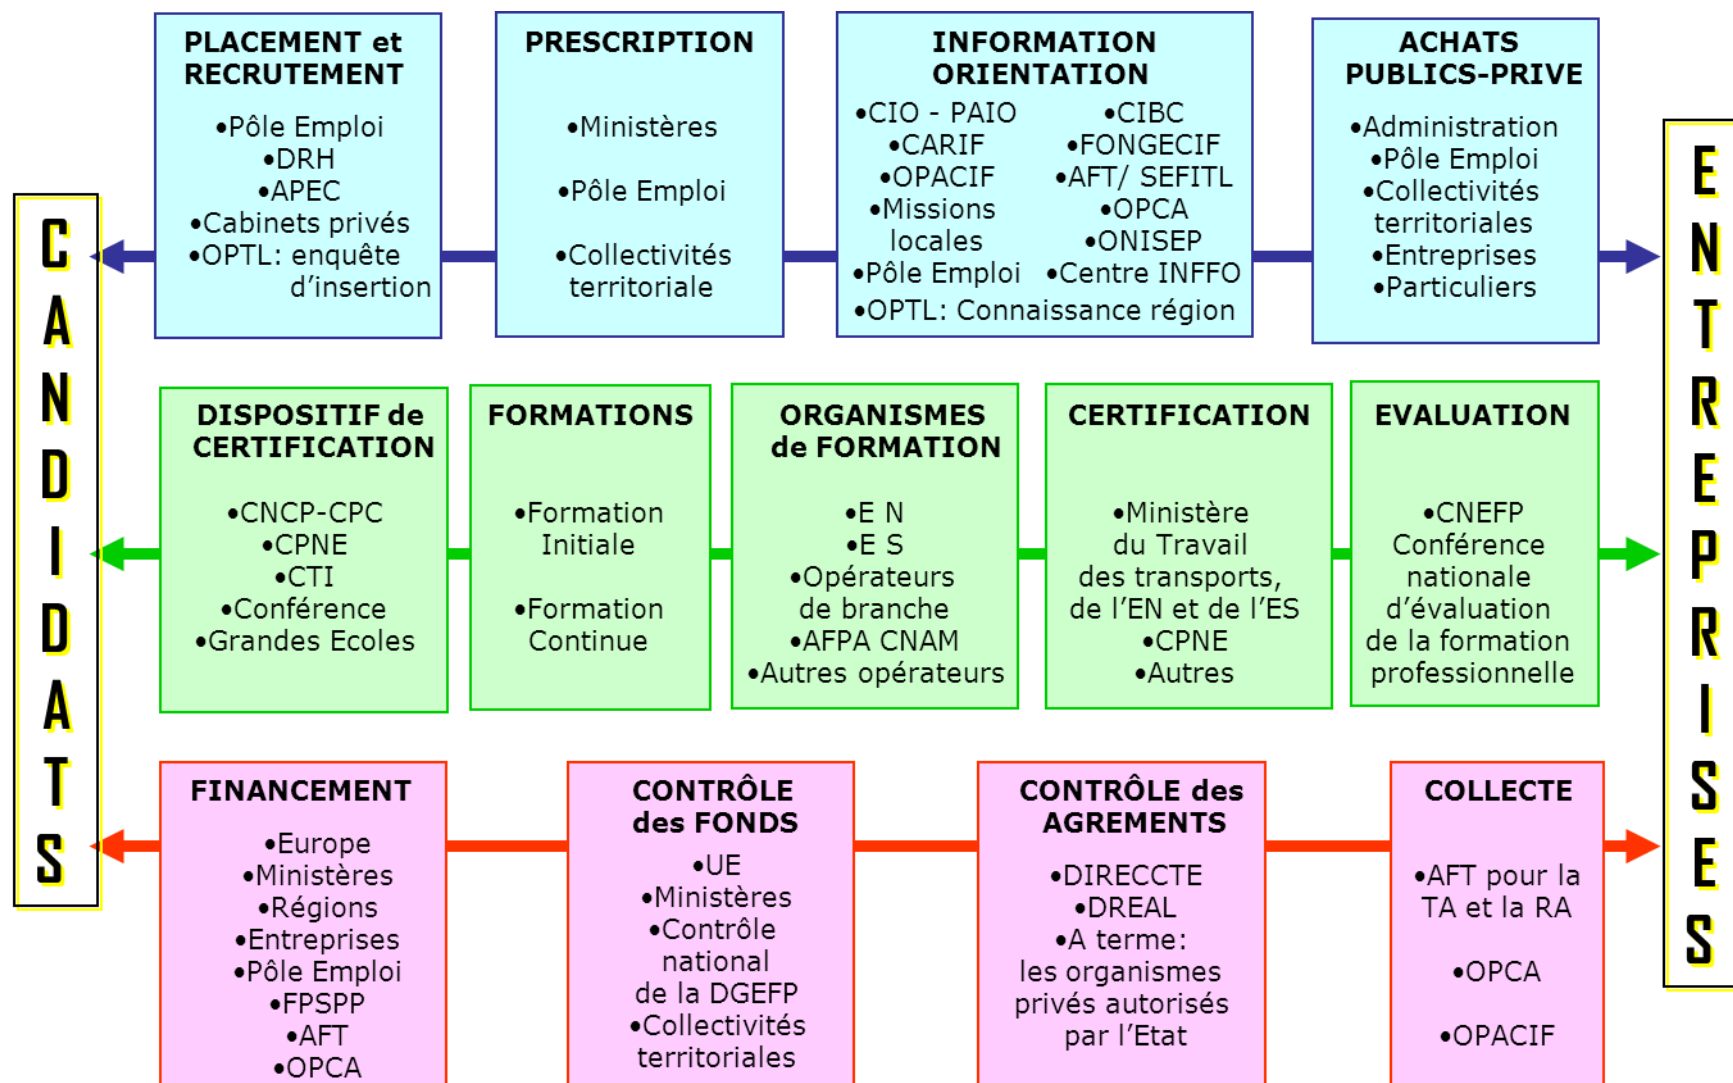 CANDIDATS
PLACEMENT et
RECRUTEMENT
•Pôle Emploi
•DRH
•APEC
•Cabinets privés
•OPTL: enquête
d’insertion
PRESCRIPTION
•Ministères
•Pôle Emploi
•Collectivités
territoriale
INFORMATION
ORIENTATION
•CIO - PAIO
•CARIF
•OPACIF
•Missions
locales
•Pôle Emploi
•CIBC
•FONGECIF
•AFT/ SEFITL
•OPCA
•ONISEP
•Centre INFFO
•OPTL: Connaissance région
ACHATS
PUBLICS-PRIVE
•Administration
•Pôle Emploi
•Collectivités
territoriales
•Entreprises
•Particuliers
DISPOSITIF de
CERTIFICATION
•CNCP-CPC
•CPNE
•CTI
•Conférence
•Grandes Ecoles
FORMATIONS
•Formation
Initiale
•Formation
Continue
ORGANISMES
de FORMATION
•E N
•E S
•Opérateurs
de branche
•AFPA CNAM
•Autres opérateurs
CERTIFICATION
•Ministère
du Travail
des transports,
de l’EN et de l’ES
•CPNE
•Autres
EVALUATION
•CNEFP
Conférence
nationale
d’évaluation
de la formation
professionnelle
FINANCEMENT
•Europe
•Ministères
•Régions
•Entreprises
•Pôle Emploi
•FPSPP
•AFT
•OPCA
CONTRÔLE
des FONDS
•UE
•Ministères
•Contrôle
national
de la DGEFP
•Collectivités
territoriales
CONTRÔLE des
AGREMENTS
•DIRECCTE
•DREAL
•A terme:
les organismes
privés autorisés
par l’Etat
COLLECTE
•AFT pour la
TA et la RA
•OPCA
•OPACIF
ENTREPRISES